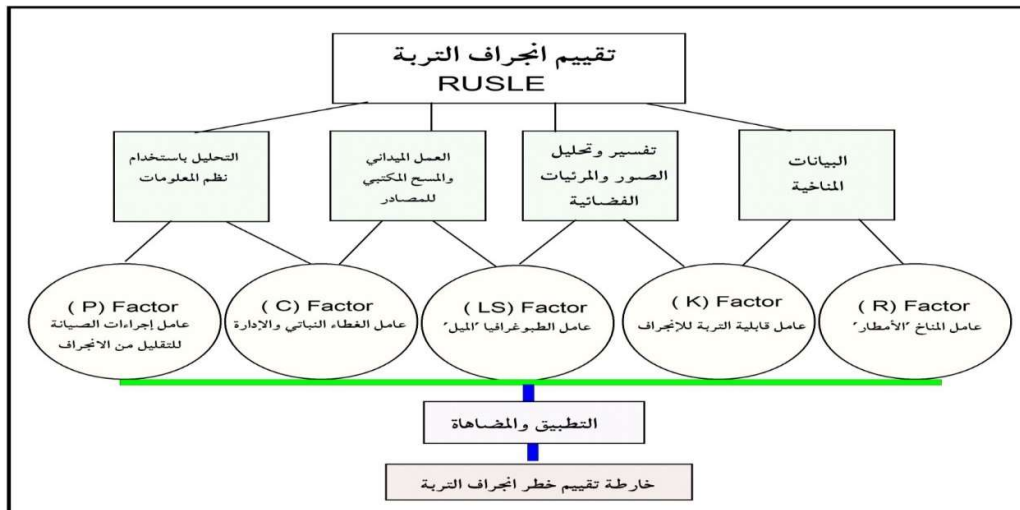 تقييم انجراف التربة
RUSLE
البيانات
المناخية
تفسير وتحليل
الصور والمرئيات
الفضائية
العمل الميداني
والمسح المكتبي
للمصادر
التحليل باستخدام
نظم المعلومات
( R ) Factor
عامل المناخ "الأمطار"
( K ) Factor
عامل قابلية التربة للإنجراف
( LS ) Factor
عامل الطبوغرافيا "الميل"
( C ) Factor
عامل الغطاء النباتي والإدارة
( P ) Factor
عامل إجراءات الصيانة
للتقليل من الانجراف
التطبيق والمضاهاة
خارطة تقييم خطر انجراف التربة